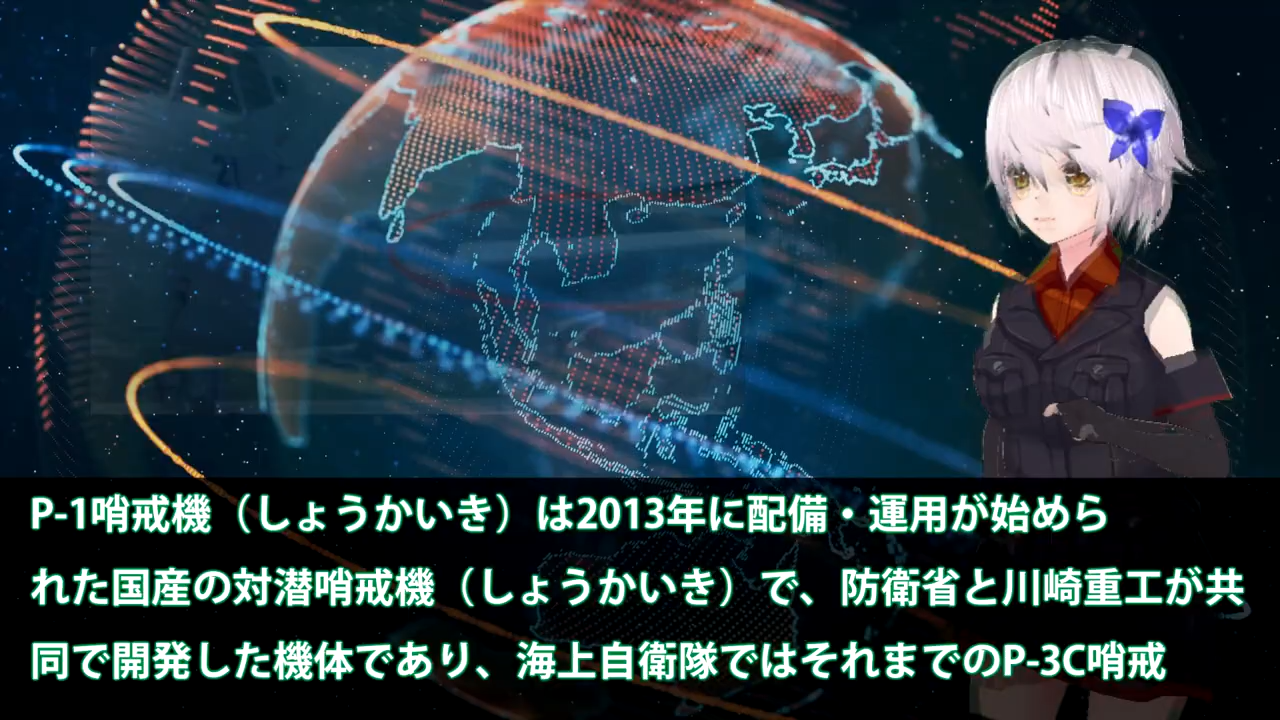 P-1哨戒機（しょうかいき）は2013年に配備・運用が始めら
れた国産の対潜哨戒機（しょうかいき）で、防衛省と川崎重工が共
同で開発した機体であり、海上自衛隊ではそれまでのP-3C哨戒